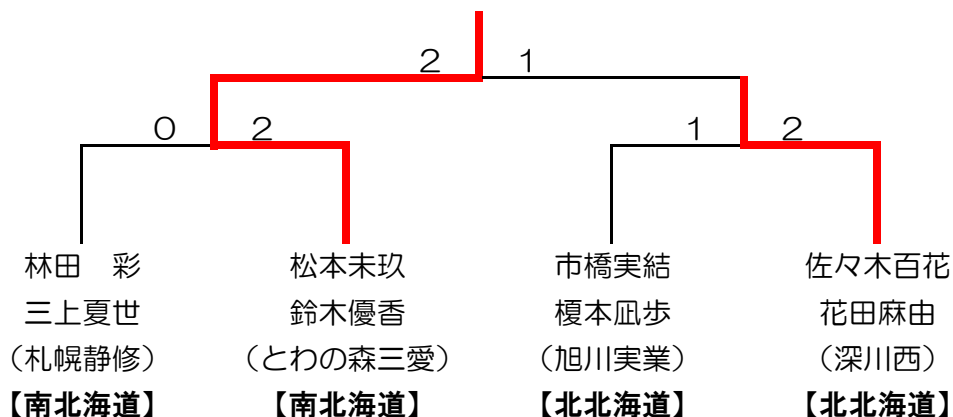 2 1
0 2 1 2
林田　彩 松本未玖 市橋実結 佐々木百花
三上夏世 鈴木優香 榎本凪歩 花田麻由
（札幌静修） （とわの森三愛） （旭川実業） （深川西）
【南北海道】 【南北海道】 【北北海道】 【北北海道】